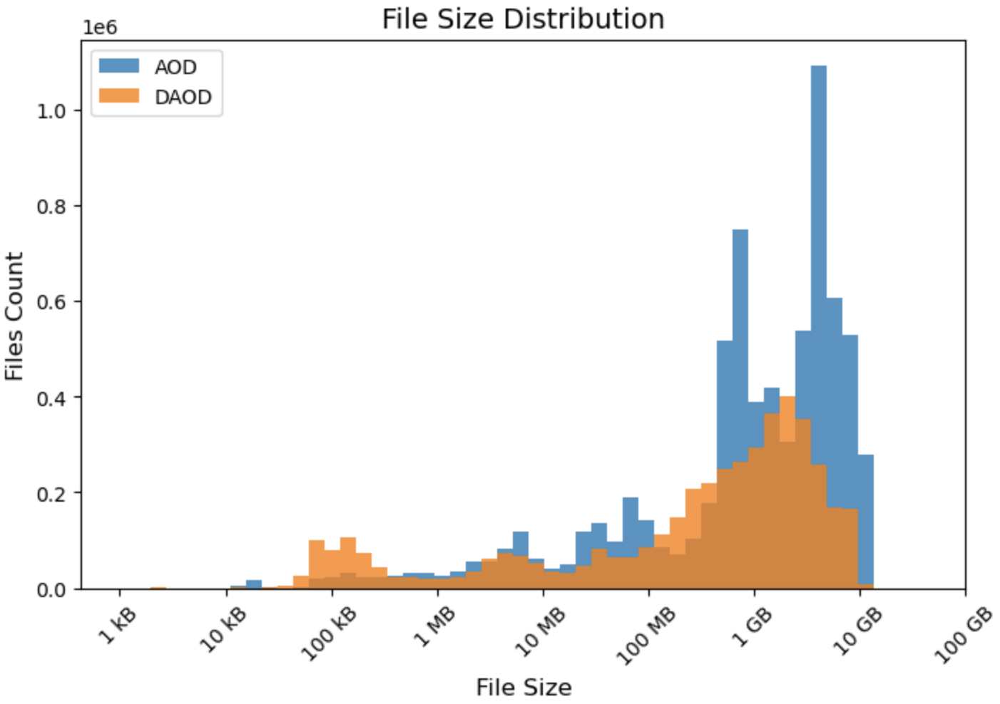 File Size Distribution
1e6
AOD
DAOD
1.0
0.8
0.6
0.4
0.2
0.0
Files Count
1 kB
10 kB
100 kB
1 MB
10 MB
100 MB
1 GB
10 GB
100 GB
File Size